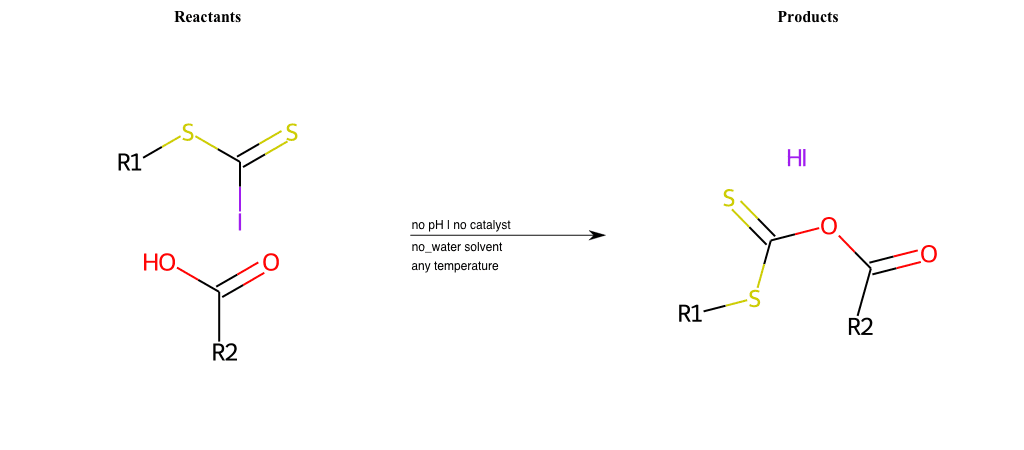 Reactants
Products
S
S
R1
I
HO
O
R2
no pH | no catalyst
no_water solvent
any temperature
HI
S
O
O
S
R1
R2